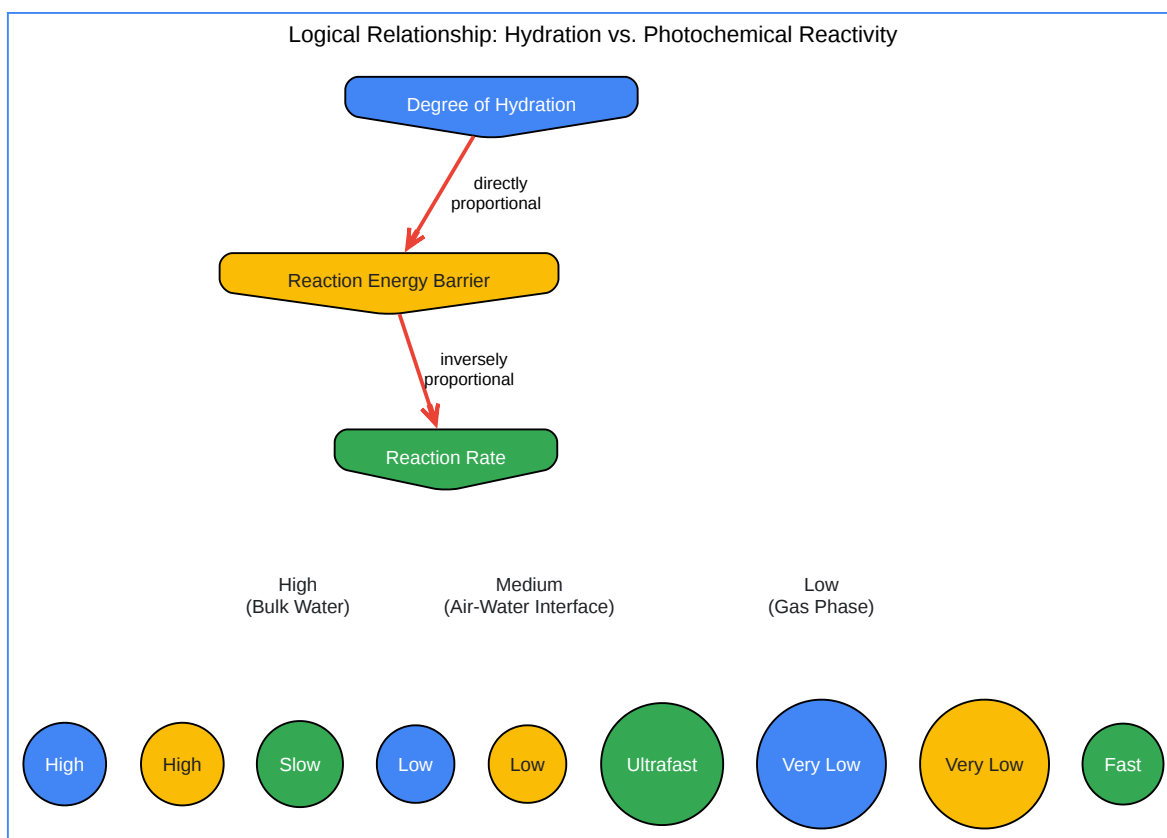 Logical Relationship: Hydration vs. Photochemical Reactivity
Degree of Hydration
directly
proportional
Reaction Energy Barrier
inversely
proportional
Reaction Rate
High
(Bulk Water)
Medium
(Air-Water Interface)
Low
(Gas Phase)
High
High
Slow
Low
Low
Ultrafast
Very Low
Very Low
Fast